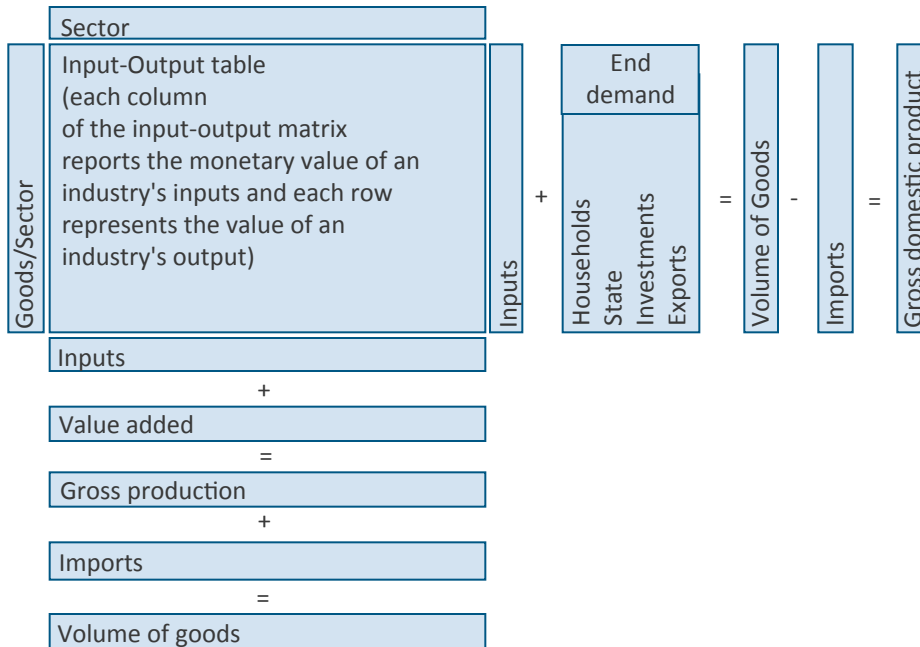 Sector
Goods/Sector
Input-Output table
(each column
of the input-output matrix
reports the monetary value of an
industry's inputs and each row
represents the value of an
industry's output)
Inputs
+
End
demand
Households
State
Investments
Exports
=
Volume of Goods
-
Imports
=
Gross domestic product
Inputs
+
Value added
=
Gross production
+
Imports
=
Volume of goods